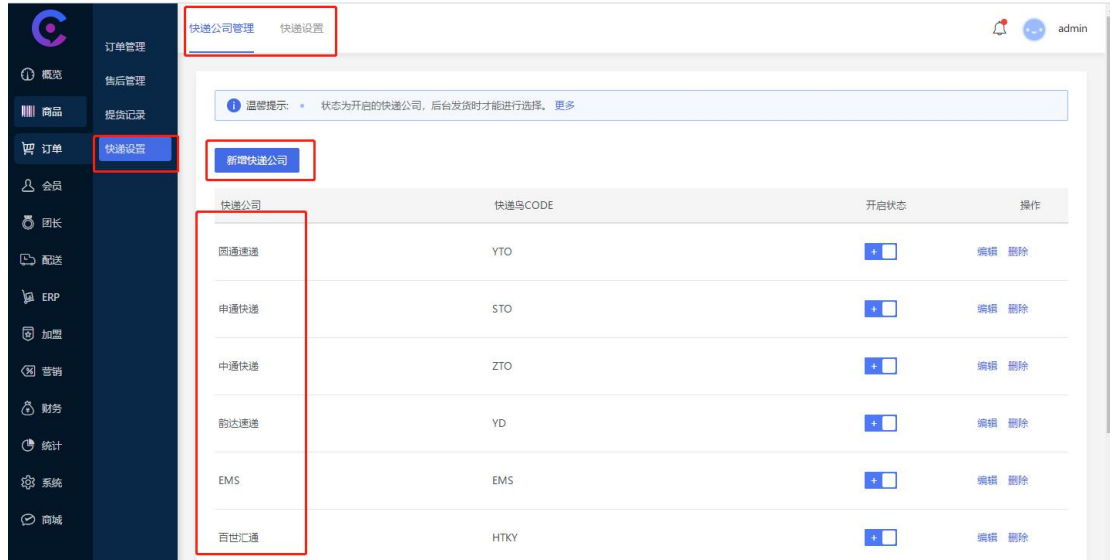 快递公司管理 快递设置
admin
概览
商品
订单
会员
团长
配送
ERP
加盟
营销
财务
统计
系统
商城
订单管理
售后管理
提货记录
快递设置
温馨提示: 状态为开启的快递公司，后台发货时才能进行选择。 更多
新增快递公司
快递公司 快递鸟CODE 开启状态 操作
圆通速递 YTO 编辑 删除
申通快递 STO 编辑 删除
中通快递 ZTO 编辑 删除
韵达速递 YD 编辑 删除
EMS EMS 编辑 删除
百世汇通 HTKY 编辑 删除